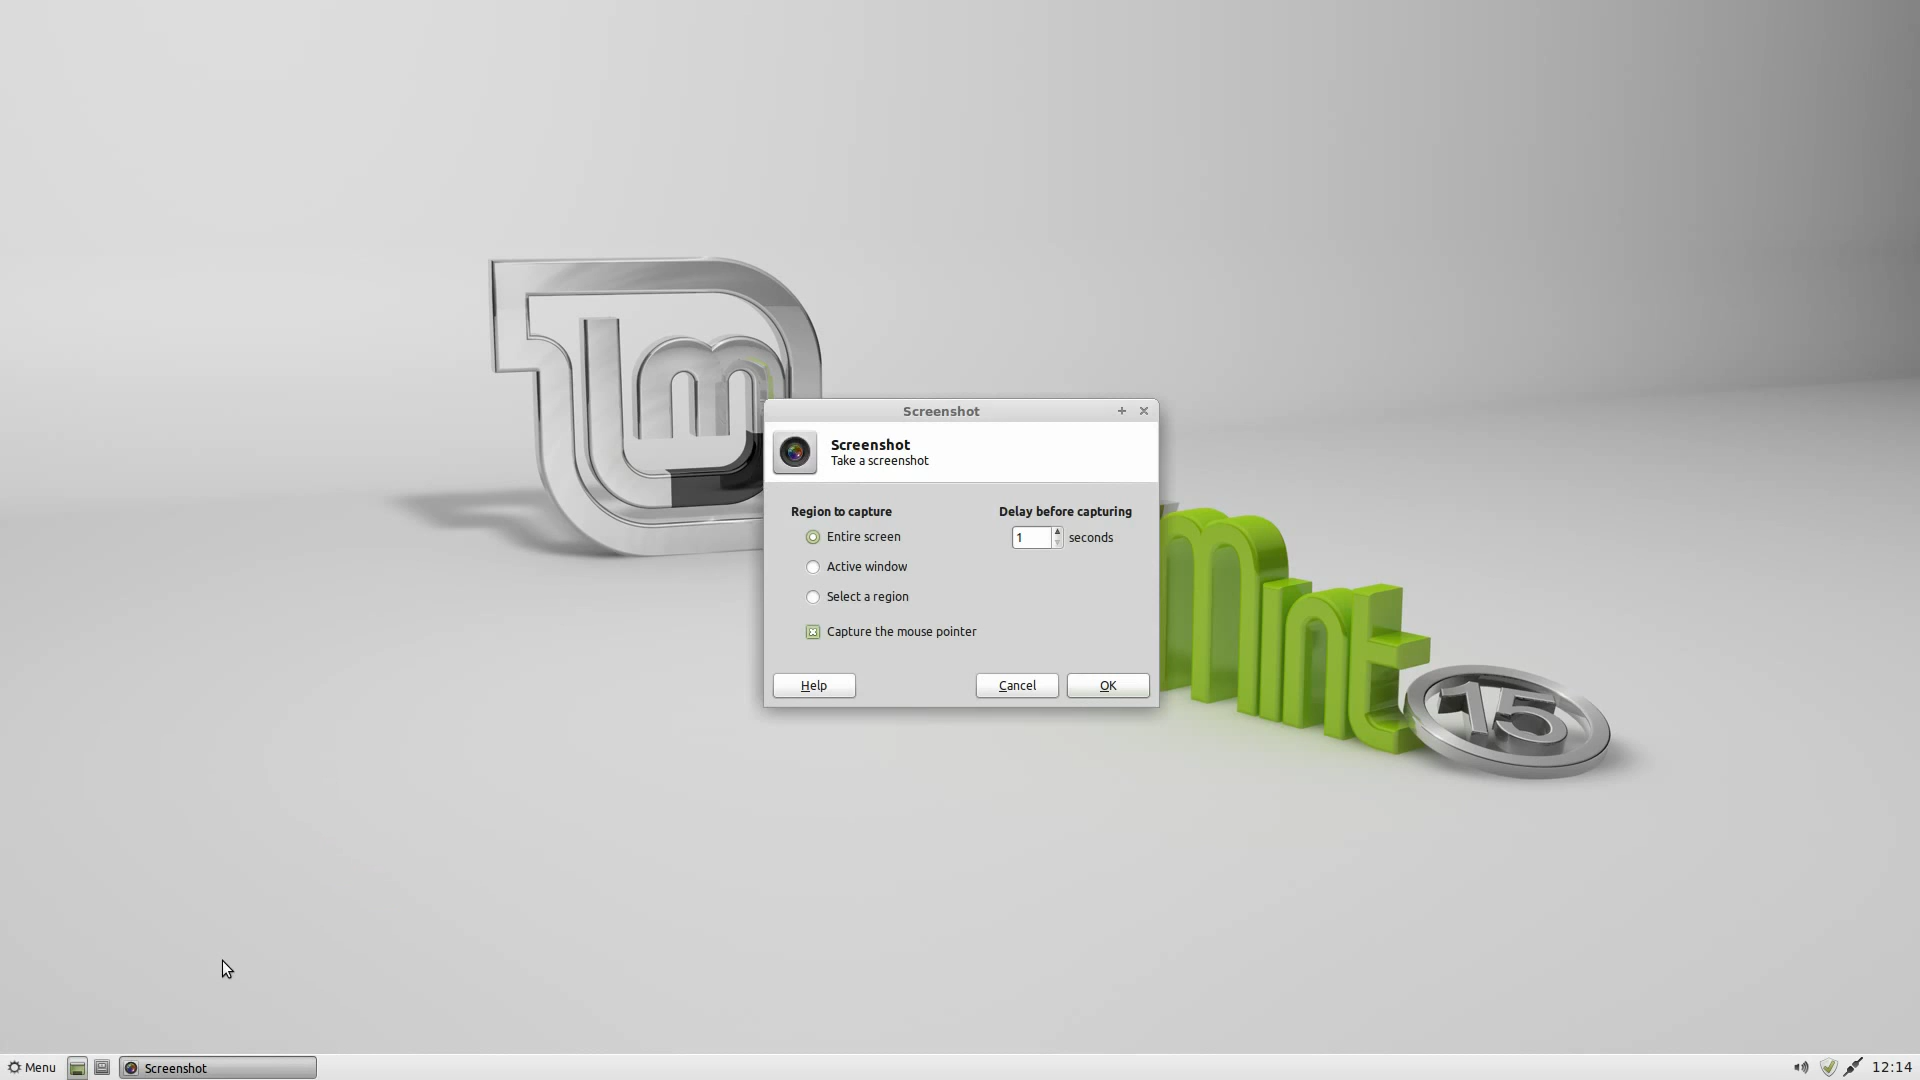 Screenshot
Screenshot
Take a screenshot
Region to capture
Entire screen
Active window
Select a region
Capture the mouse pointer
Delay before capturing
1 seconds
Help
Cancel
OK
mint
15
Menu
Screenshot
12:14